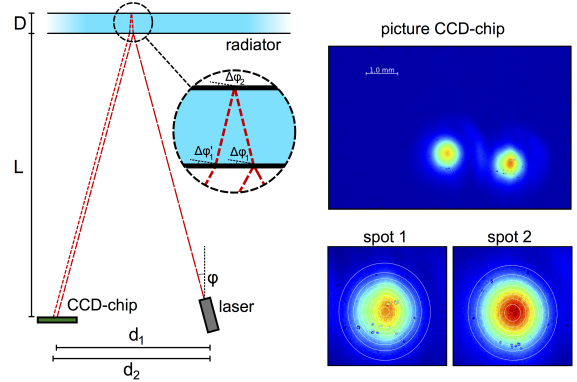 D
radiator
L
Δφ₂
Δφ₁'
Δφ₁
φ
CCD-chip
laser
d₁
d₂
picture CCD-chip
1.0 mm
spot 1
spot 2